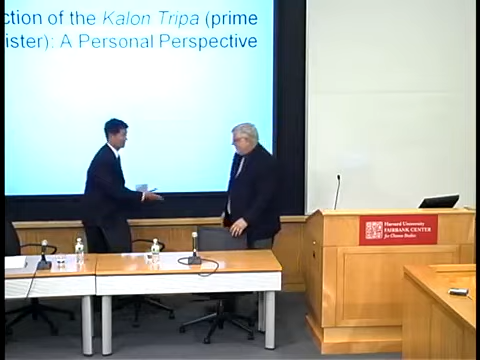 ction of the Kalon Tripa (prime
ister): A Personal Perspective
Harvard University
FAIRBANK CENTER
for Chinese Studies